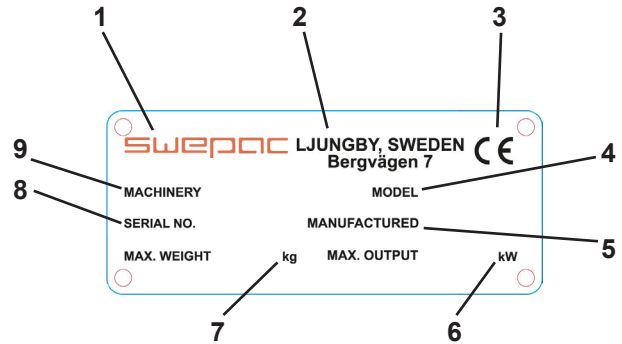 1 2 3
swepac LJUNGBY, SWEDEN CE
Bergvägen 7
9 4
MACHINERY MODEL
8
SERIAL NO. MANUFACTURED
5
MAX. WEIGHT kg MAX. OUTPUT kW
7 6